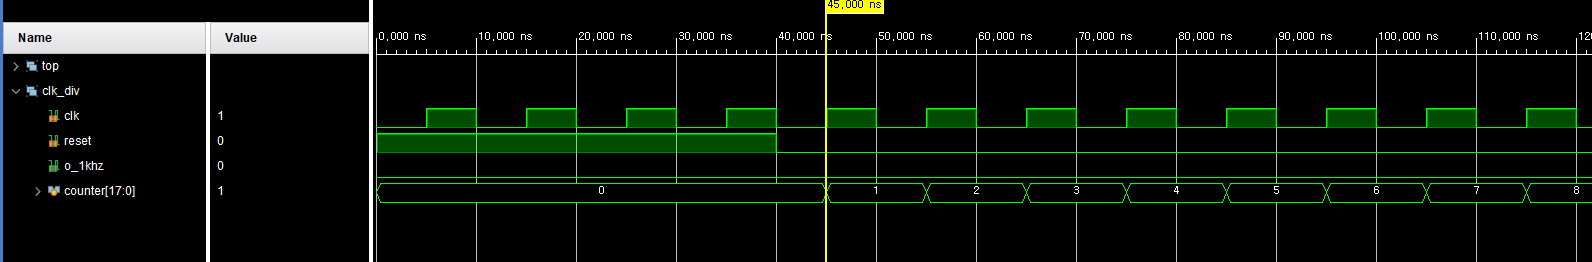 45,000 ns
Name Value
0,000 ns 10,000 ns 20,000 ns 30,000 ns 40,000 ns 50,000 ns 60,000 ns 70,000 ns 80,000 ns 90,000 ns 100,000 ns 110,000 ns
top
clk_div
clk 1
reset 0
o_1khz 0
counter[17:0] 1 0 1 2 3 4 5 6 7 8